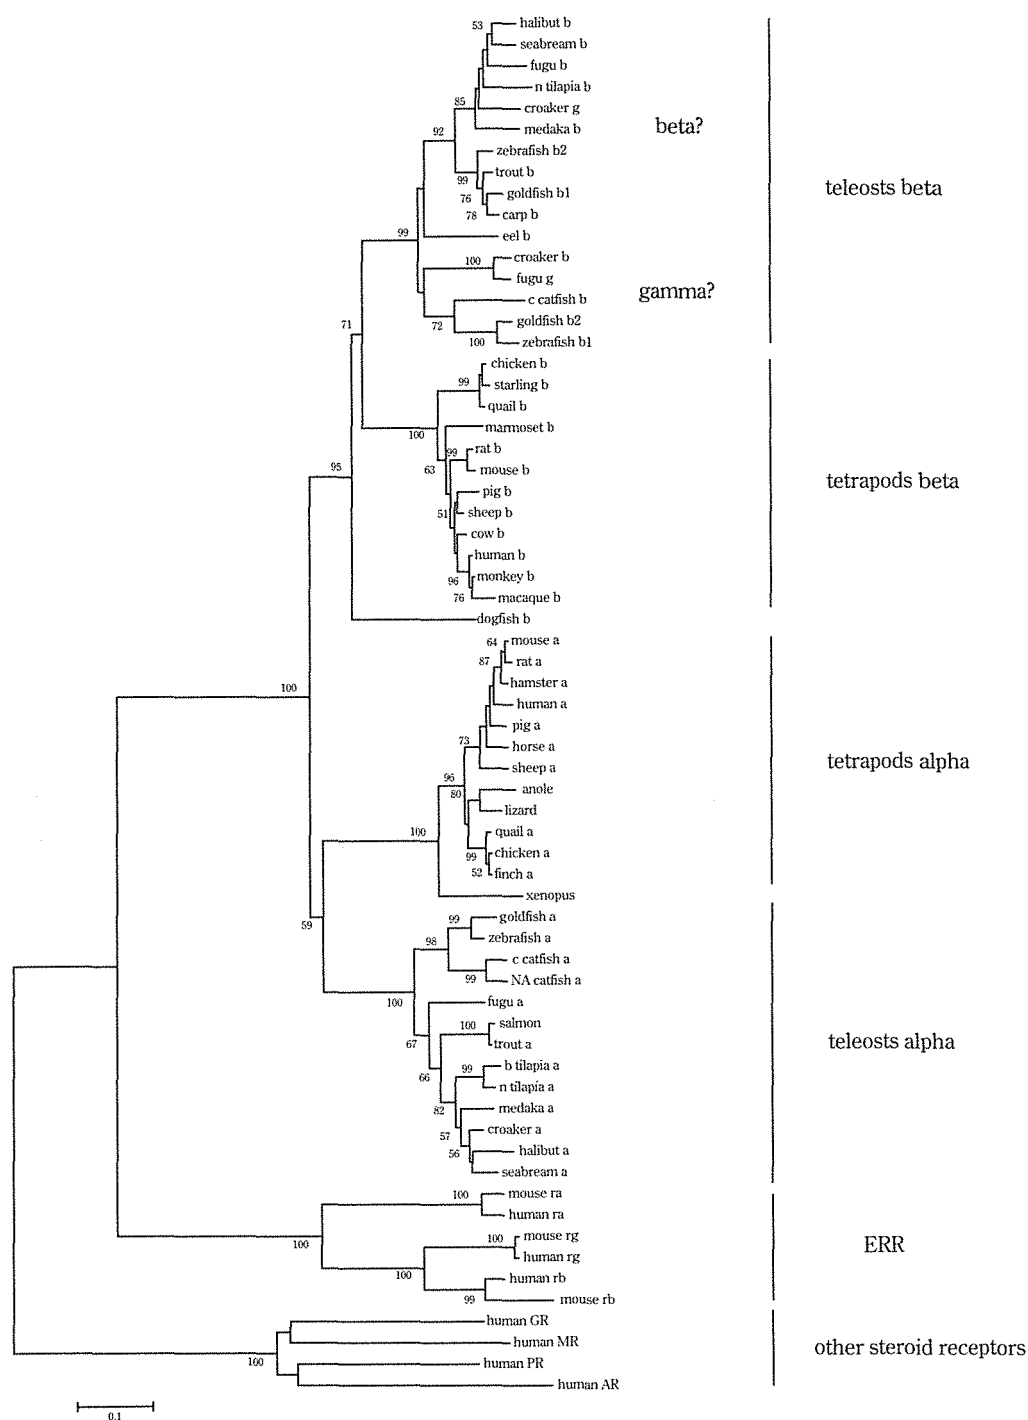 53
halibut b
seabream b
fugu b
n tilapia b
85
croaker g
medaka b
beta?
92
zebrafish b2
trout b
99
76
goldfish b1
78
carp b
teleosts beta
99
eel b
100
croaker b
fugu g
gamma?
c catfish b
72
goldfish b2
100
zebrafish b1
71
chicken b
99
starling b
quail b
100
marmoset b
99
rat b
63
mouse b
95
tetrapods beta
pig b
51
sheep b
cow b
human b
96
monkey b
76
macaque b
dogfish b
64
mouse a
87
rat a
100
hamster a
human a
pig a
73
horse a
tetrapods alpha
sheep a
96
80
anole
lizard
100
quail a
99
chicken a
52
finch a
xenopus
59
99
goldfish a
98
zebrafish a
c catfish a
99
NA catfish a
100
fugu a
100
salmon
67
trout a
teleosts alpha
99
b tilapia a
66
n tilapia a
82
medaka a
57
croaker a
56
halibut a
seabream a
100
mouse ra
human ra
100
100
mouse rg
ERR
human rg
100
human rb
99
mouse rb
human GR
human MR
other steroid receptors
100
human PR
human AR
0.1